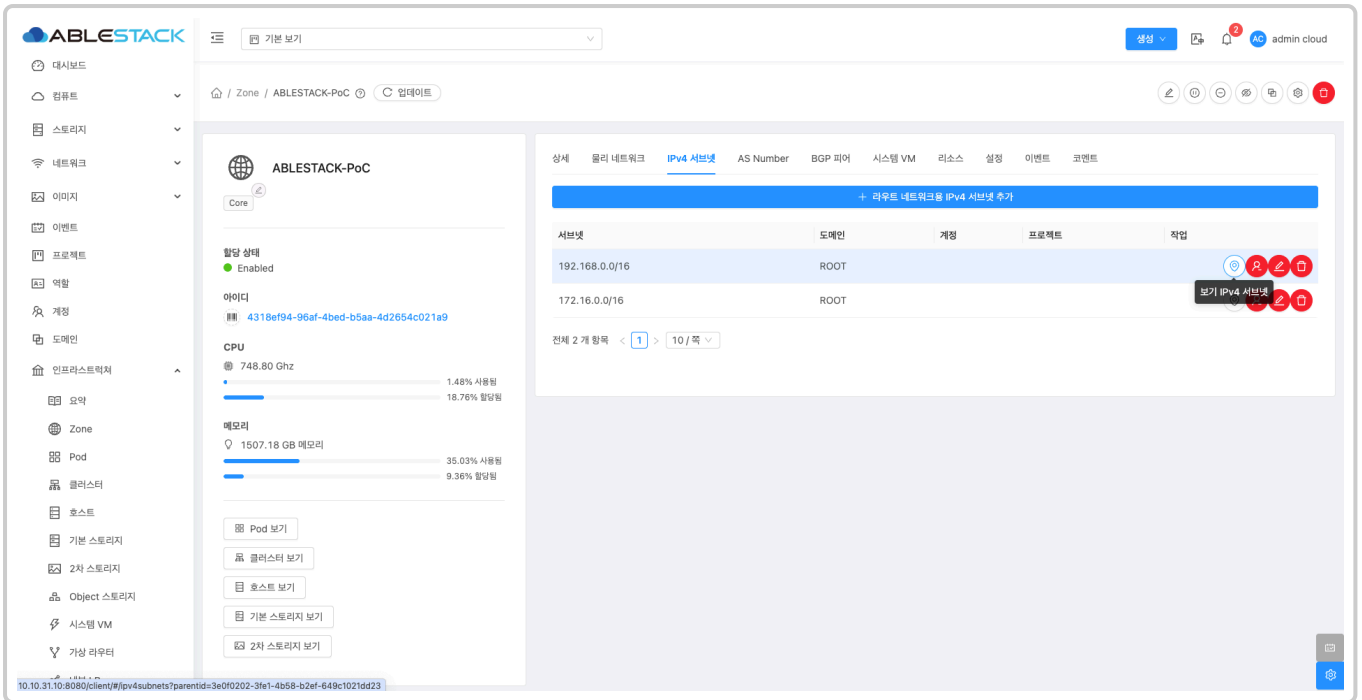 ABLESTACK
기본 보기
생성
2
AC
admin cloud
대시보드
컴퓨트
스토리지
네트워크
이미지
이벤트
프로젝트
역할
계정
도메인
인프라스트럭쳐
요약
Zone
Pod
클러스터
호스트
기본 스토리지
2차 스토리지
Object 스토리지
시스템 VM
가상 라우터
/ Zone / ABLESTACK-PoC
업데이트
ABLESTACK-PoC
Core
할당 상태
Enabled
아이디
4318ef94-96af-4bed-b5aa-4d2654c021a9
CPU
748.80 Ghz
1.48% 사용됨
18.76% 할당됨
메모리
1507.18 GB 메모리
35.03% 사용됨
9.36% 할당됨
Pod 보기
클러스터 보기
호스트 보기
기본 스토리지 보기
2차 스토리지 보기
상세 물리 네트워크 IPv4 서브넷 AS Number BGP 피어 시스템 VM 리소스 설정 이벤트 코멘트
+ 라우트 네트워크용 IPv4 서브넷 추가
서브넷 도메인 계정 프로젝트 작업
192.168.0.0/16 ROOT
보기 IPv4 서브넷
172.16.0.0/16 ROOT
전체 2 개 항목 < 1 > 10 / 쪽
10.10.31.10:8080/client/#/ipv4subnets?parentid=3e0f0202-3fe1-4b58-b2ef-649c1021dd23